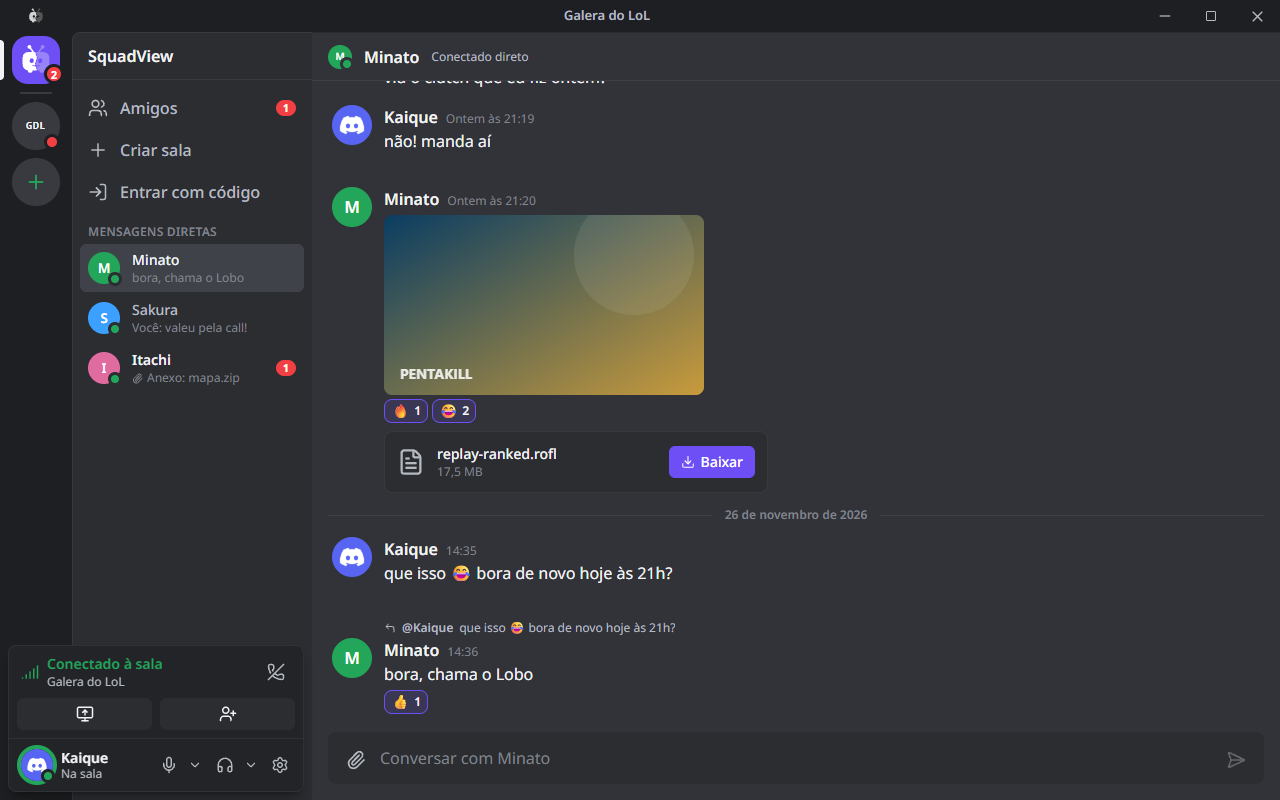 Galera do LoL
2
GDL
SquadView
Amigos 1
Criar sala
Entrar com código
MENSAGENS DIRETAS
M Minato
bora, chama o Lobo
S Sakura
Você: valeu pela call!
I Itachi 1
Anexo: mapa.zip
Conectado à sala
Galera do LoL
Kaique
Na sala
M Minato Conectado direto
Kaique Ontem às 21:19
não! manda aí
M Minato Ontem às 21:20
PENTAKILL
🔥 1 😂 2
replay-ranked.rofl
17,5 MB
Baixar
26 de novembro de 2026
Kaique 14:35
que isso 😂 bora de novo hoje às 21h?
@Kaique que isso 😂 bora de novo hoje às 21h?
M Minato 14:36
bora, chama o Lobo
👍 1
Conversar com Minato